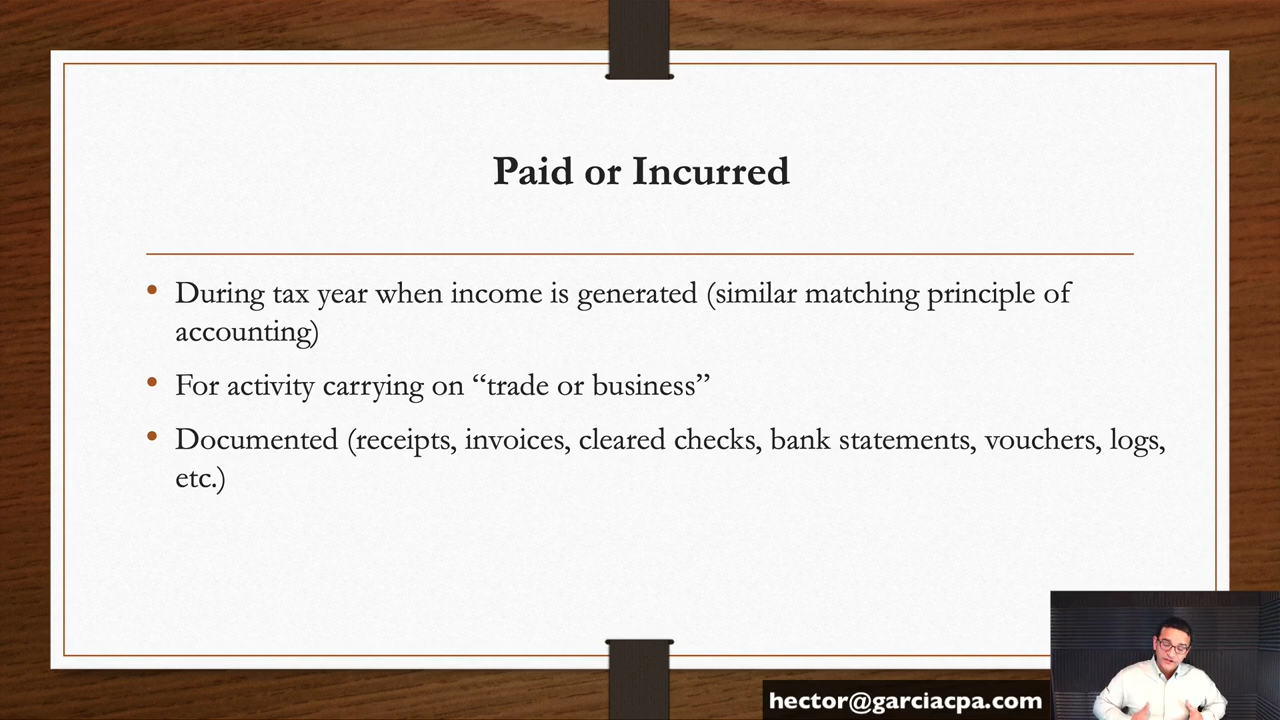 Paid or Incurred
• During tax year when income is generated (similar matching principle of
accounting)
• For activity carrying on “trade or business”
• Documented (receipts, invoices, cleared checks, bank statements, vouchers, logs,
etc.)
hector@garciacpa.com